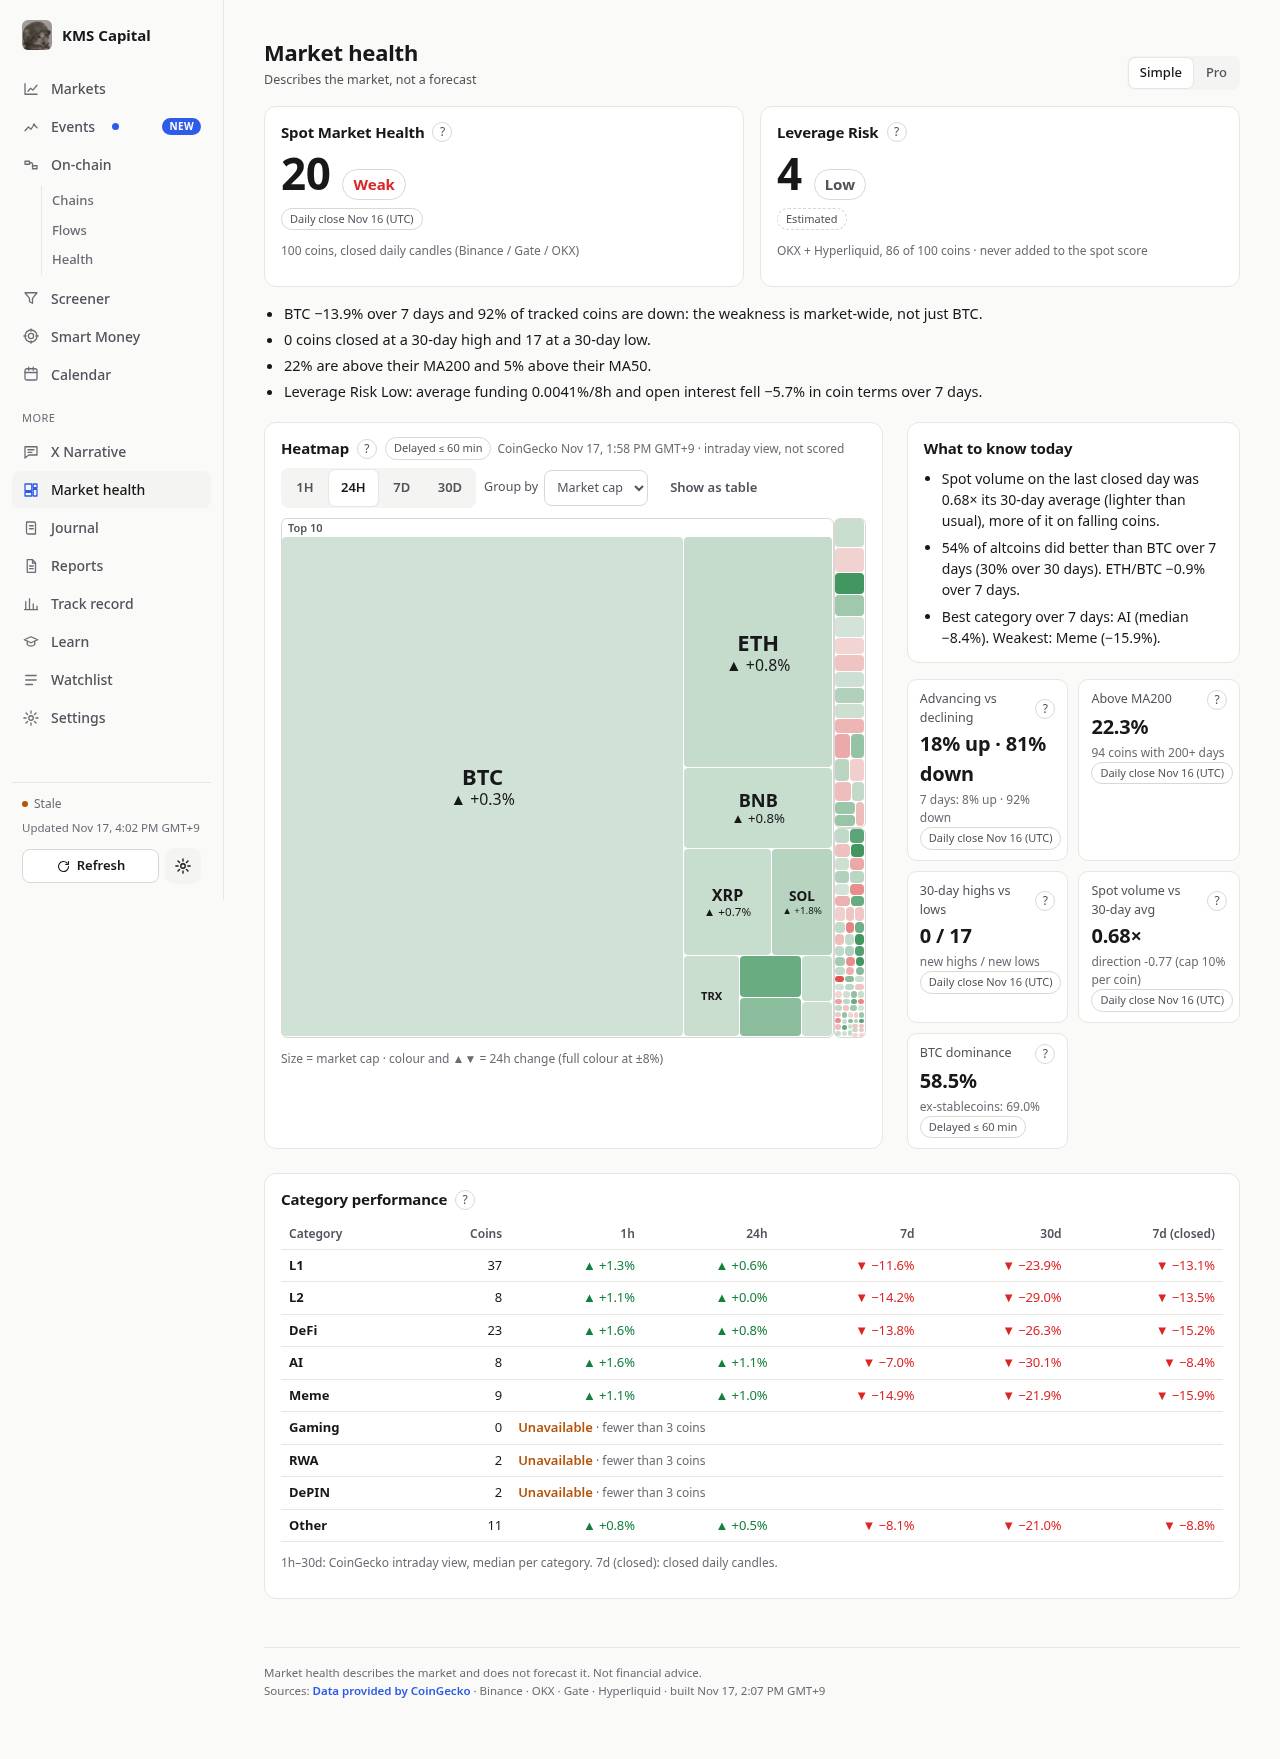 KMS Capital
Markets
Events
NEW
On-chain
Chains
Flows
Health
Screener
Smart Money
Calendar
MORE
X Narrative
Market health
Journal
Reports
Track record
Learn
Watchlist
Settings
Stale
Updated Nov 17, 4:02 PM GMT+9
Refresh
Market health
Describes the market, not a forecast
Simple Pro
Spot Market Health ?
20 Weak
Daily close Nov 16 (UTC)
100 coins, closed daily candles (Binance / Gate / OKX)
Leverage Risk ?
4 Low
Estimated
OKX + Hyperliquid, 86 of 100 coins · never added to the spot score
• BTC −13.9% over 7 days and 92% of tracked coins are down: the weakness is market-wide, not just BTC.
• 0 coins closed at a 30-day high and 17 at a 30-day low.
• 22% are above their MA200 and 5% above their MA50.
• Leverage Risk Low: average funding 0.0041%/8h and open interest fell −5.7% in coin terms over 7 days.
Heatmap ? Delayed ≤ 60 min CoinGecko Nov 17, 1:58 PM GMT+9 · intraday view, not scored
1H 24H 7D 30D Group by Market cap Show as table
Top 10
BTC
▲ +0.3%
ETH
▲ +0.8%
BNB
▲ +0.8%
XRP
▲ +0.7%
SOL
▲ +1.8%
TRX
Size = market cap · colour and ▲▼ = 24h change (full colour at ±8%)
What to know today
• Spot volume on the last closed day was
0.68× its 30-day average (lighter than
usual), more of it on falling coins.
• 54% of altcoins did better than BTC over 7
days (30% over 30 days). ETH/BTC −0.9%
over 7 days.
• Best category over 7 days: AI (median
−8.4%). Weakest: Meme (−15.9%).
Advancing vs
declining
?
18% up · 81%
down
7 days: 8% up · 92%
down
Daily close Nov 16 (UTC)
Above MA200 ?
22.3%
94 coins with 200+ days
Daily close Nov 16 (UTC)
30-day highs vs
lows
?
0 / 17
new highs / new lows
Daily close Nov 16 (UTC)
Spot volume vs
30-day avg
?
0.68×
direction -0.77 (cap 10%
per coin)
Daily close Nov 16 (UTC)
BTC dominance ?
58.5%
ex-stablecoins: 69.0%
Delayed ≤ 60 min
Category performance ?
Category Coins 1h 24h 7d 30d 7d (closed)
L1 37 ▲ +1.3% ▲ +0.6% ▼ −11.6% ▼ −23.9% ▼ −13.1%
L2 8 ▲ +1.1% ▲ +0.0% ▼ −14.2% ▼ −29.0% ▼ −13.5%
DeFi 23 ▲ +1.6% ▲ +0.8% ▼ −13.8% ▼ −26.3% ▼ −15.2%
AI 8 ▲ +1.6% ▲ +1.1% ▼ −7.0% ▼ −30.1% ▼ −8.4%
Meme 9 ▲ +1.1% ▲ +1.0% ▼ −14.9% ▼ −21.9% ▼ −15.9%
Gaming 0 Unavailable · fewer than 3 coins
RWA 2 Unavailable · fewer than 3 coins
DePIN 2 Unavailable · fewer than 3 coins
Other 11 ▲ +0.8% ▲ +0.5% ▼ −8.1% ▼ −21.0% ▼ −8.8%
1h–30d: CoinGecko intraday view, median per category. 7d (closed): closed daily candles.
Market health describes the market and does not forecast it. Not financial advice.
Sources: Data provided by CoinGecko · Binance · OKX · Gate · Hyperliquid · built Nov 17, 2:07 PM GMT+9